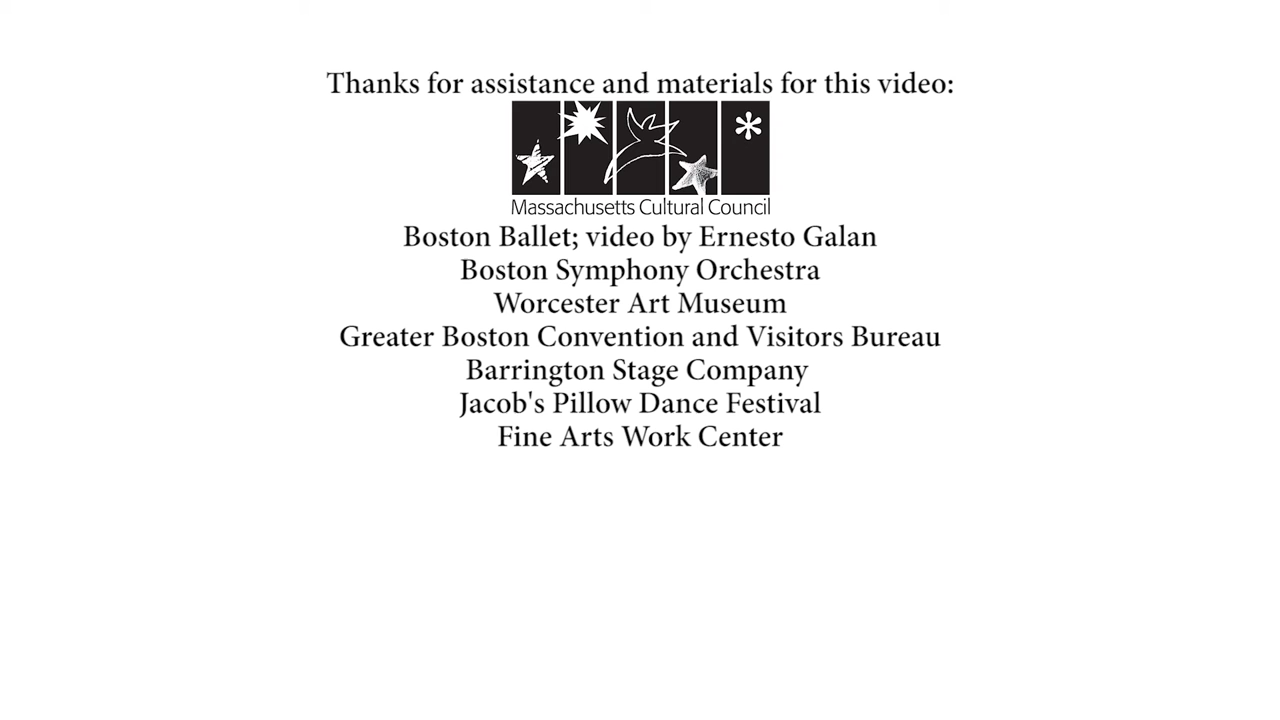 Thanks for assistance and materials for this video:
Massachusetts Cultural Council
Boston Ballet; video by Ernesto Galan
Boston Symphony Orchestra
Worcester Art Museum
Greater Boston Convention and Visitors Bureau
Barrington Stage Company
Jacob's Pillow Dance Festival
Fine Arts Work Center